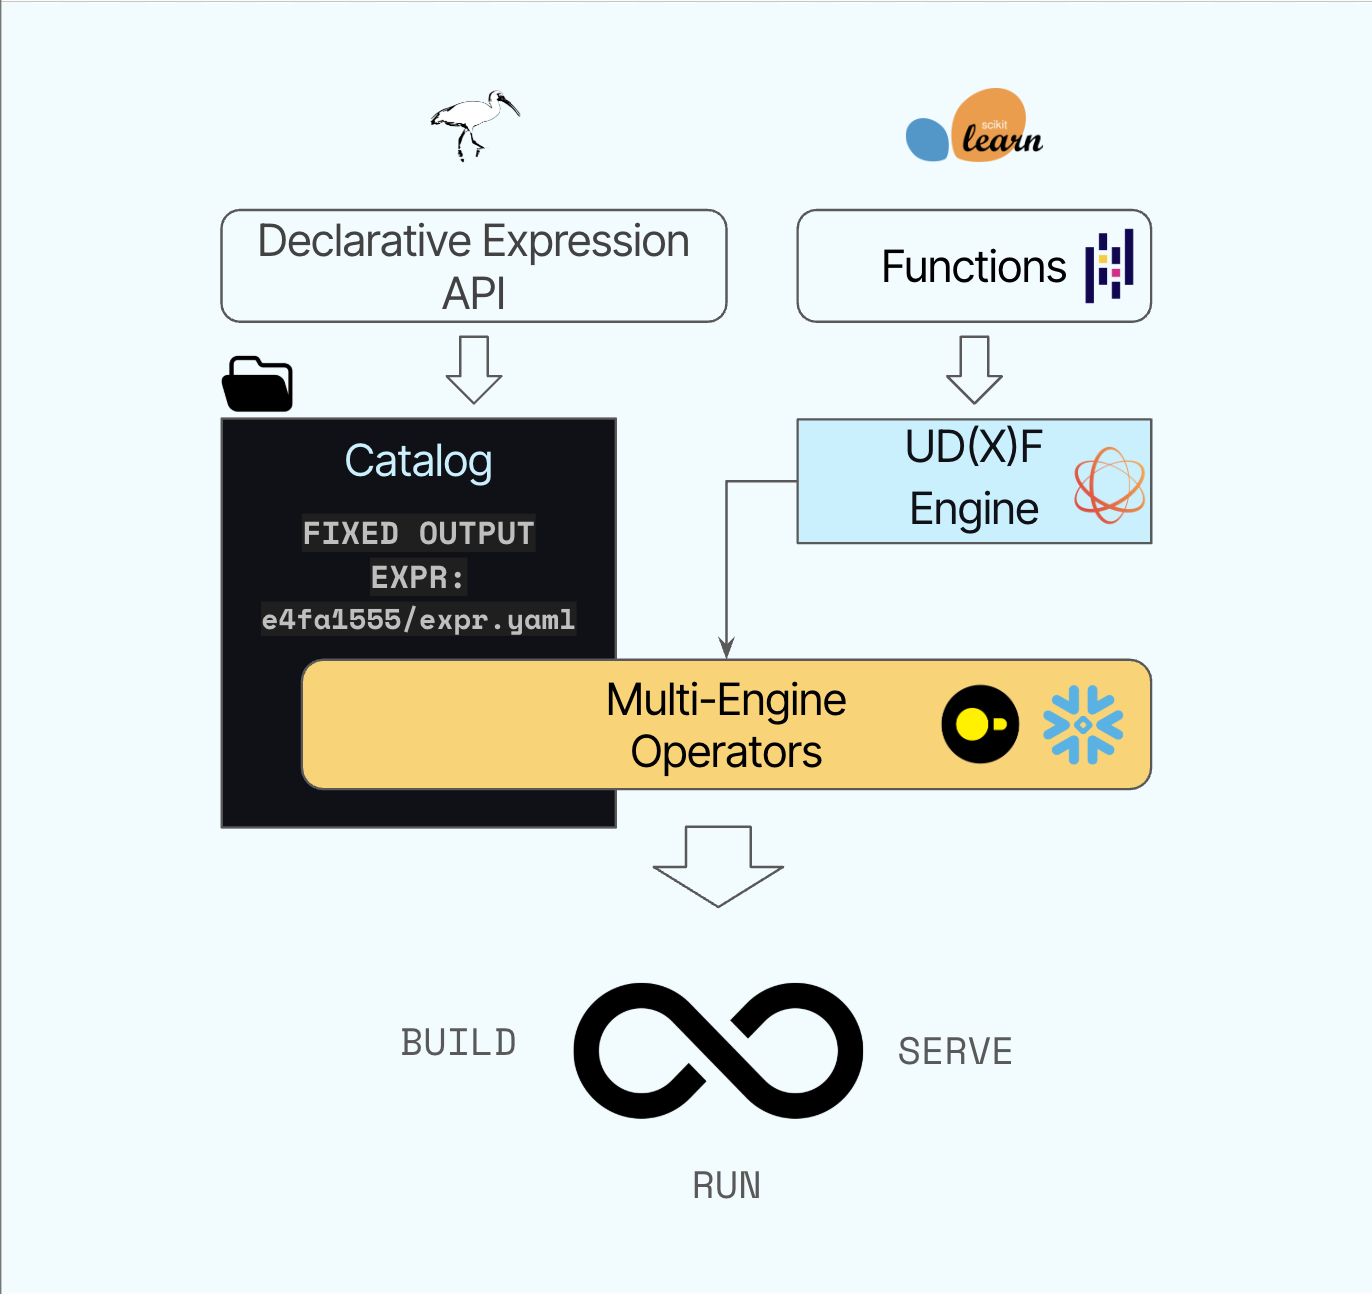 scikit
learn
Declarative Expression
API
Functions
Catalog
FIXED OUTPUT
EXPR:
e4fa1555/expr.yaml
UD(X)F
Engine
Multi-Engine
Operators
BUILD
SERVE
RUN